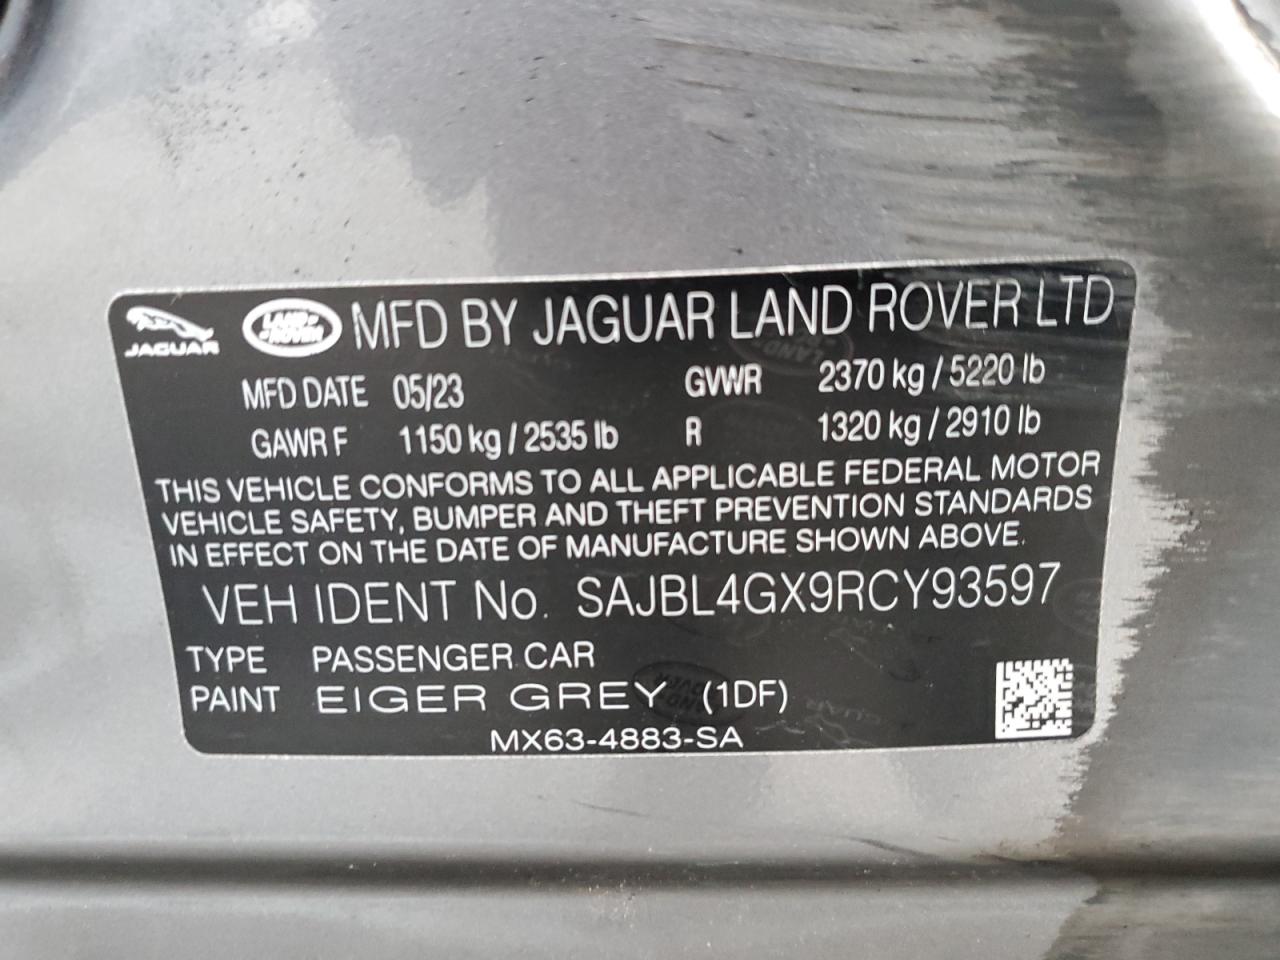 JAGUAR LAND ROVER MFD BY JAGUAR LAND ROVER LTD
MFD DATE 05/23 GVWR 2370 kg / 5220 lb
GAWR F 1150 kg / 2535 lb R 1320 kg / 2910 lb
THIS VEHICLE CONFORMS TO ALL APPLICABLE FEDERAL MOTOR
VEHICLE SAFETY, BUMPER AND THEFT PREVENTION STANDARDS
IN EFFECT ON THE DATE OF MANUFACTURE SHOWN ABOVE.
VEH IDENT No. SAJBL4GX9RCY93597
TYPE PASSENGER CAR
PAINT EIGER GREY (1DF)
MX63-4883-SA